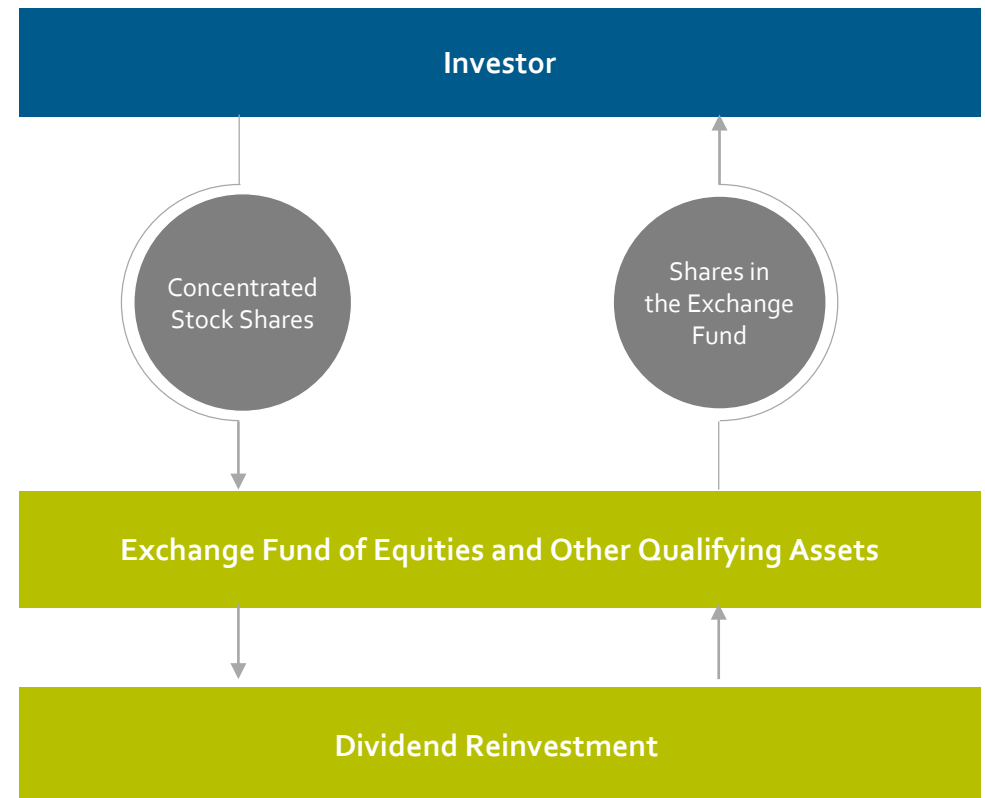 Investor
Concentrated
Stock Shares
Shares in
the Exchange
Fund
Exchange Fund of Equities and Other Qualifying Assets
Dividend Reinvestment